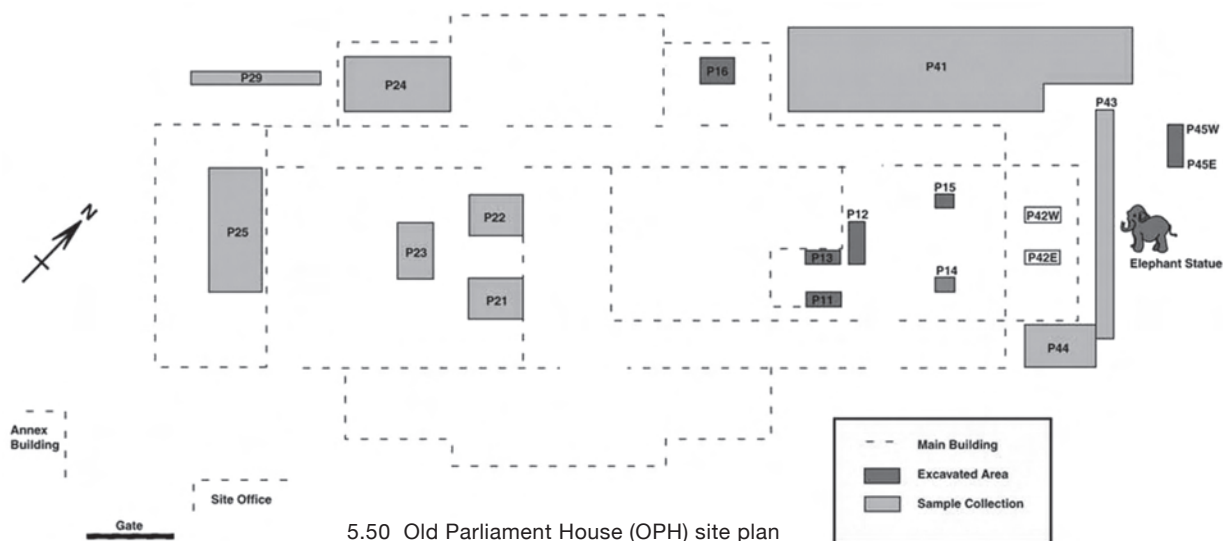 P29
P24
P16
P41
P43
P45W
P45E
P25
P22
P23
P21
P15
P12
P13
P11
P14
P42W
P42E
P44
N
Elephant Statue
Annex
Building
Site Office
Gate
Main Building
Excavated Area
Sample Collection
5.50 Old Parliament House (OPH) site plan